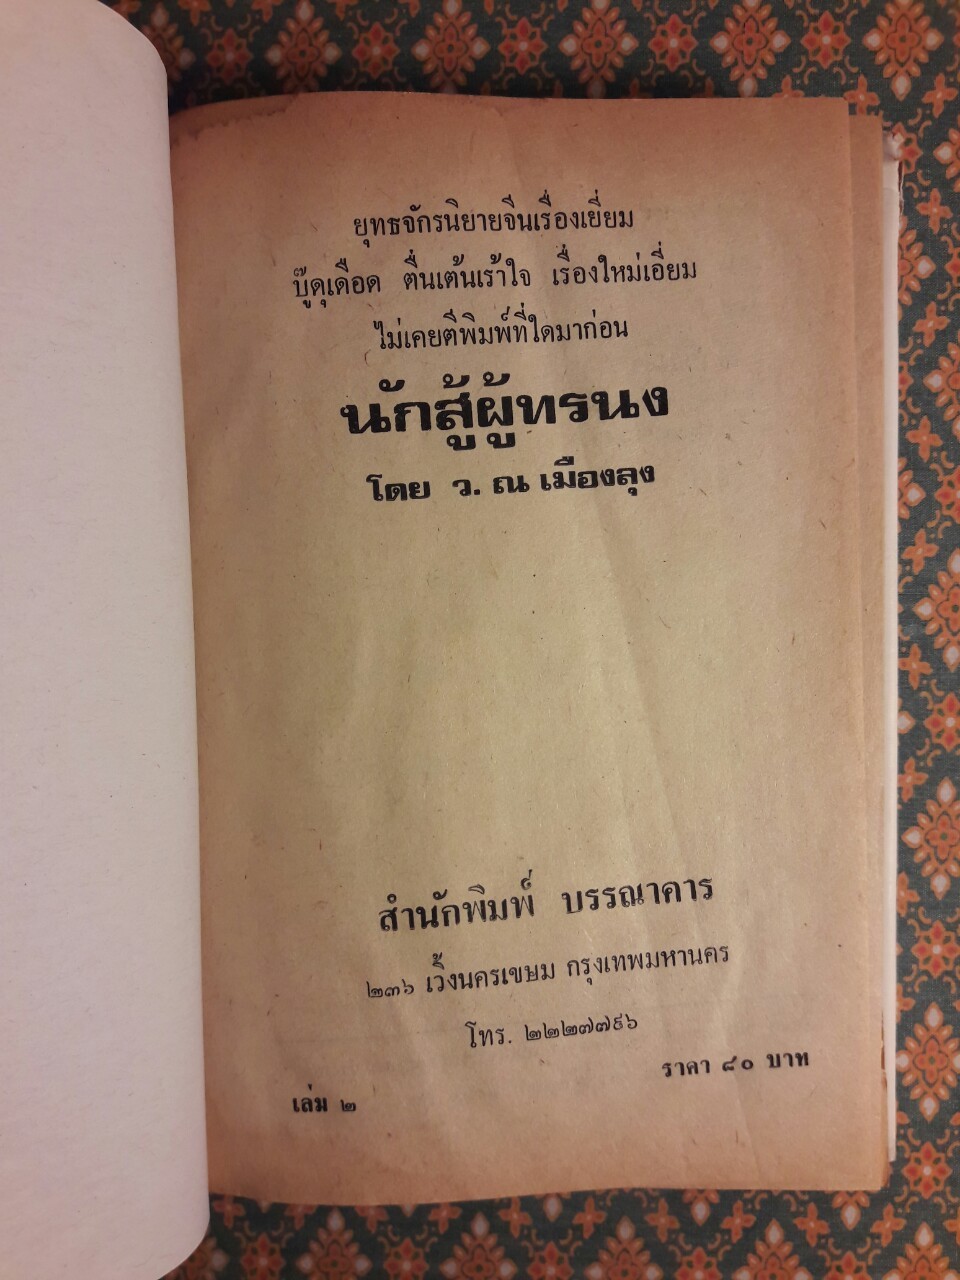 ยุทธจักรนิยายจีนเรื่องเยี่ยม
บู๊ดุเดือด ตื่นเต้นเร้าใจ เรื่องใหม่เอี่ยม
ไม่เคยตีพิมพ์ที่ใดมาก่อน
นักสู้ผู้ทรนง
โดย ว. ณ เมืองลุง
สำนักพิมพ์ บรรณาคาร
๒๓๖ เวิ้งนครเขษม กรุงเทพมหานคร
โทร. ๒๒๒๗๗๙๖
ราคา ๘๐ บาท
เล่ม ๒